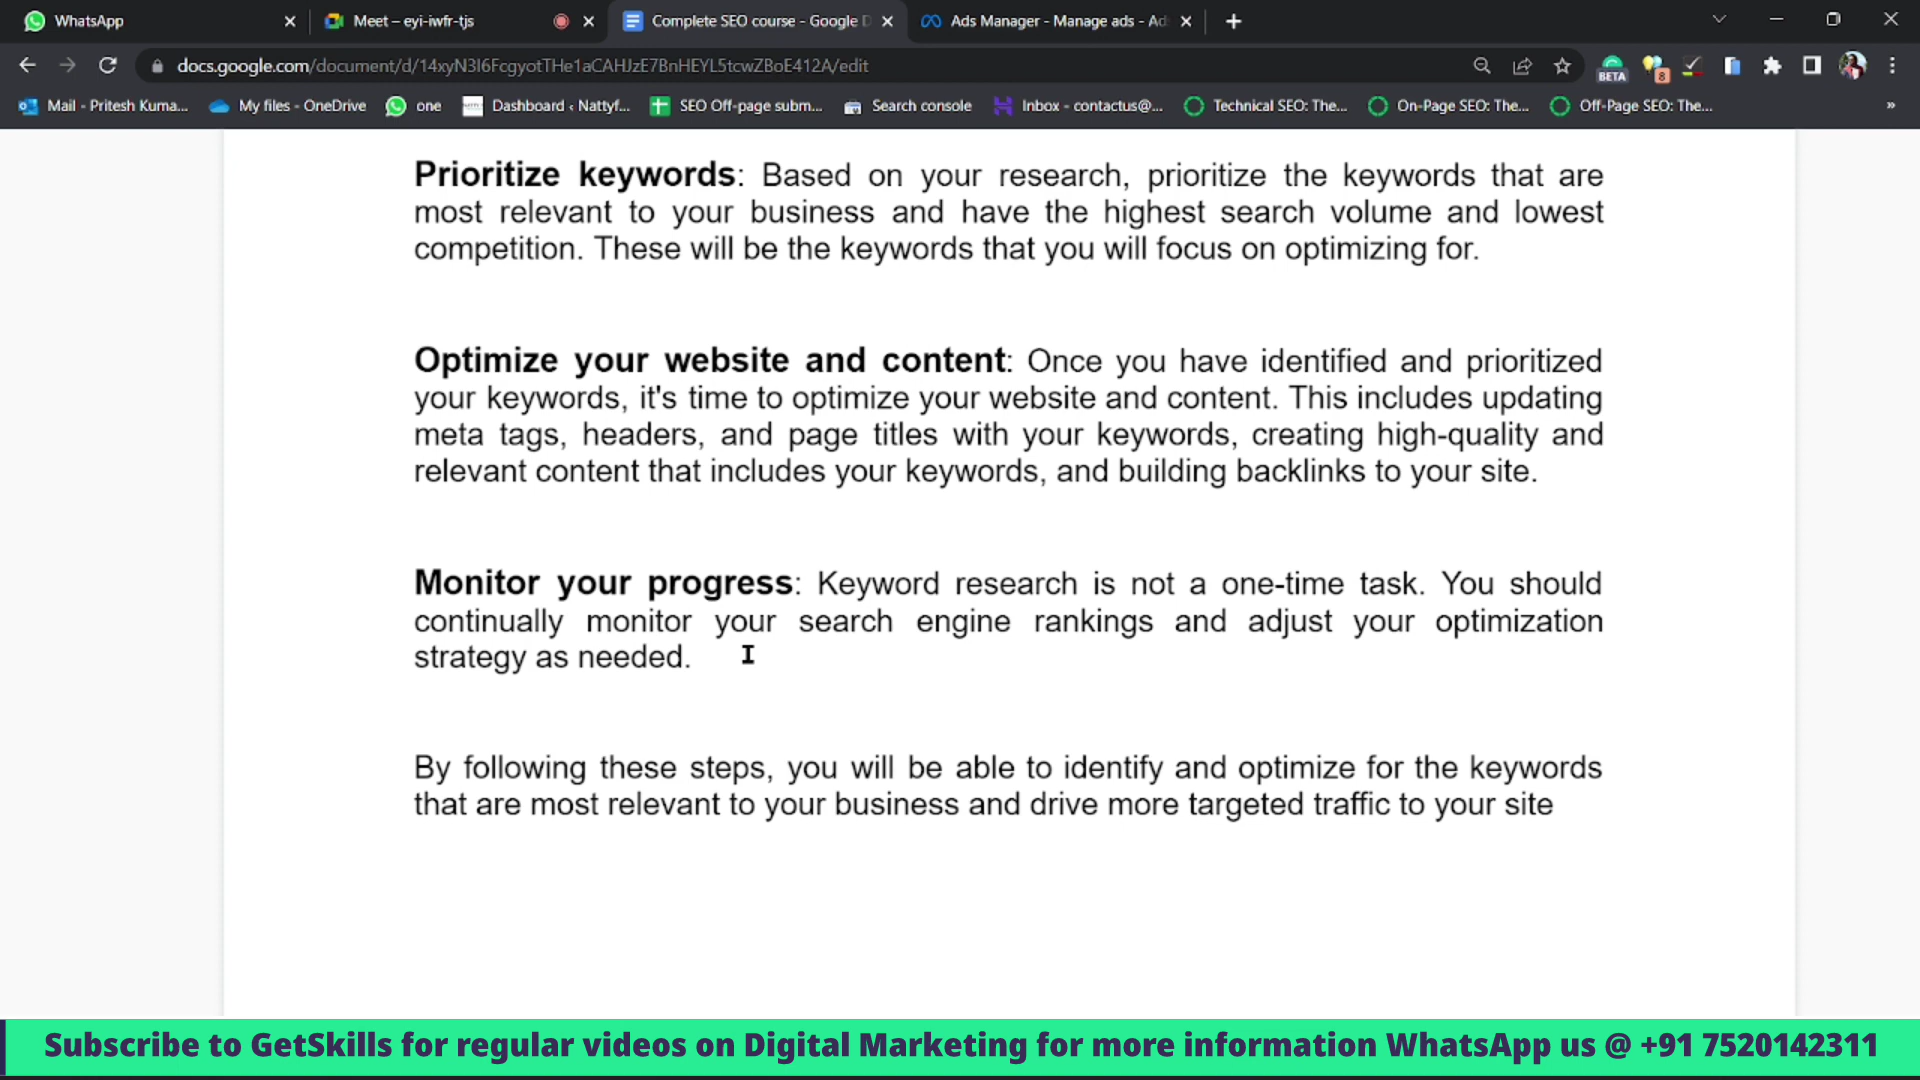 WhatsApp
Meet – eyi-iwfr-tjs
Complete SEO course - Google D
Ads Manager - Manage ads - Ad
docs.google.com/document/d/14xyN3I6FcgyotTHe1aCAHJzE7BnHEYL5tcwZBoE412A/edit
BETA
8
Mail - Pritesh Kuma...
My files - OneDrive
one
Dashboard ‹ Nattyf...
SEO Off-page subm...
Search console
Inbox - contactus@...
Technical SEO: The...
On-Page SEO: The...
Off-Page SEO: The...
»
Prioritize keywords: Based on your research, prioritize the keywords that are
most relevant to your business and have the highest search volume and lowest
competition. These will be the keywords that you will focus on optimizing for.
Optimize your website and content: Once you have identified and prioritized
your keywords, it's time to optimize your website and content. This includes updating
meta tags, headers, and page titles with your keywords, creating high-quality and
relevant content that includes your keywords, and building backlinks to your site.
Monitor your progress: Keyword research is not a one-time task. You should
continually monitor your search engine rankings and adjust your optimization
strategy as needed.
By following these steps, you will be able to identify and optimize for the keywords
that are most relevant to your business and drive more targeted traffic to your site
Subscribe to GetSkills for regular videos on Digital Marketing for more information WhatsApp us @ +91 7520142311